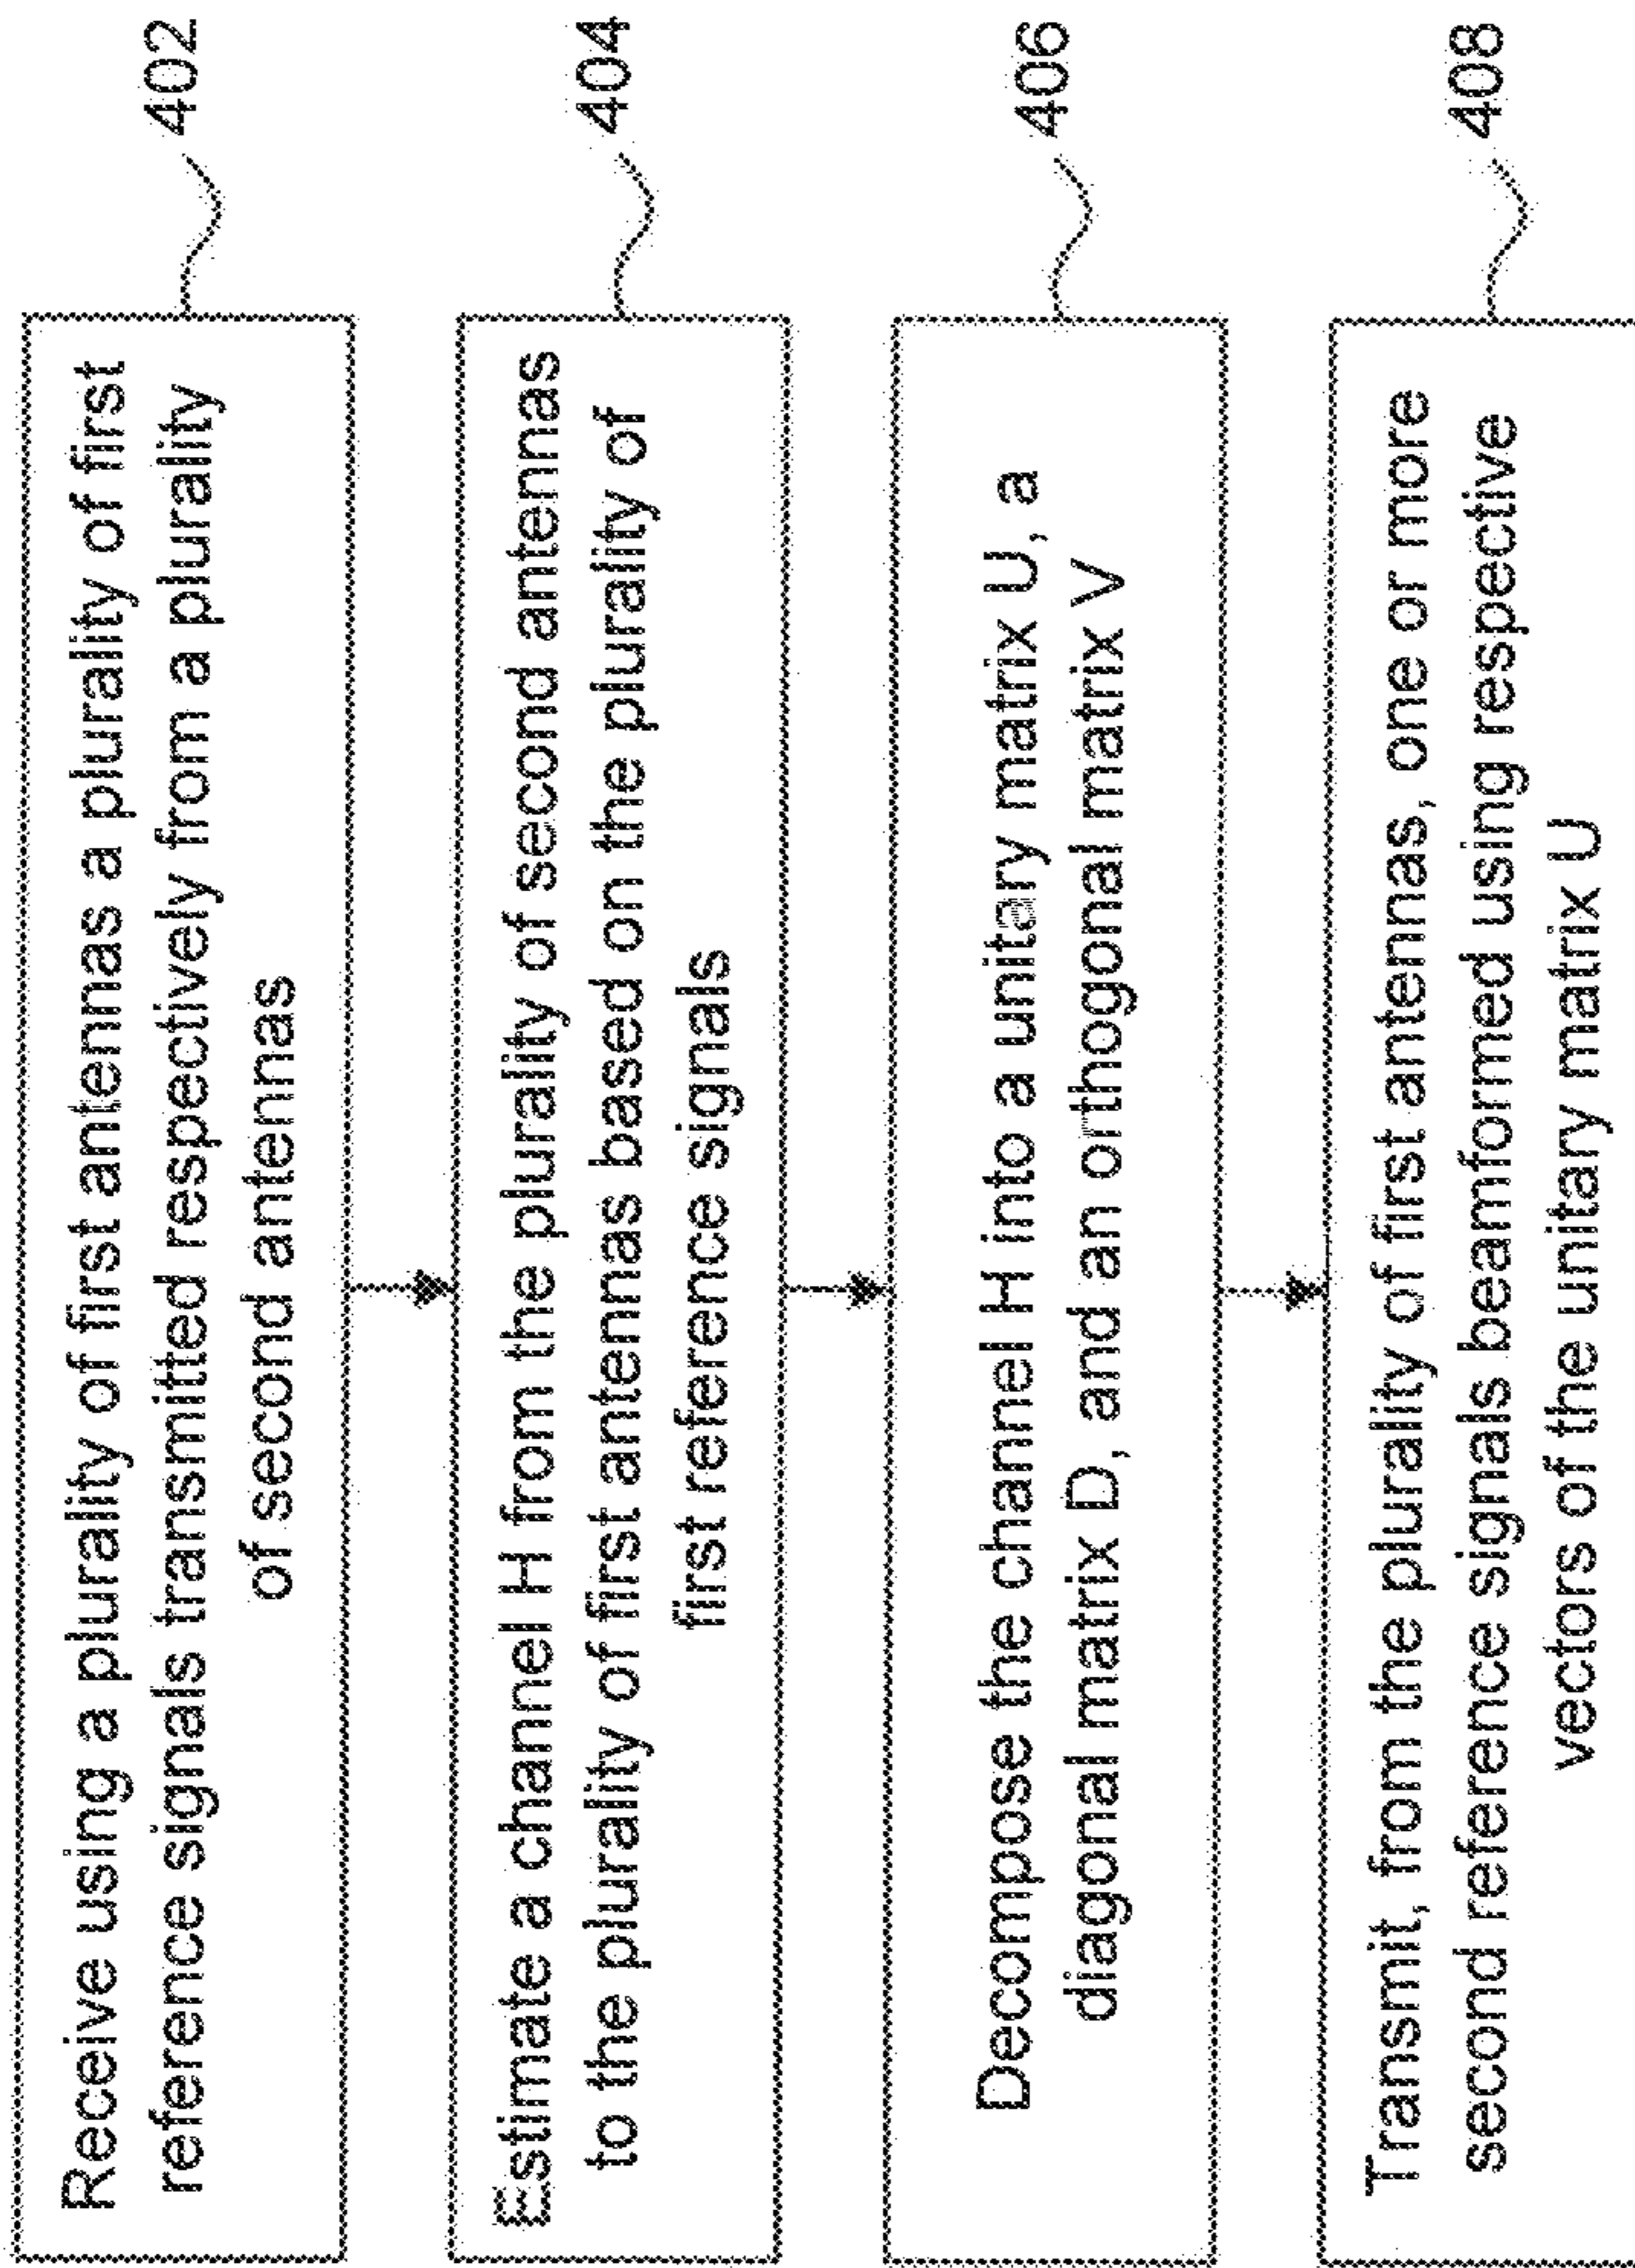 Receive using a plurality of first antennas a plurality of first
reference signals transmitted respectively from a plurality
of second antennas
402
Estimate a channel H from the plurality of second antennas
to the plurality of first antennas based on the plurality of
first reference signals
404
Decompose the channel H into a unitary matrix U, a
diagonal matrix D, and an orthogonal matrix V
406
Transmit, from the plurality of first antennas, one or more
second reference signals beamformed using respective
vectors of the unitary matrix U
408